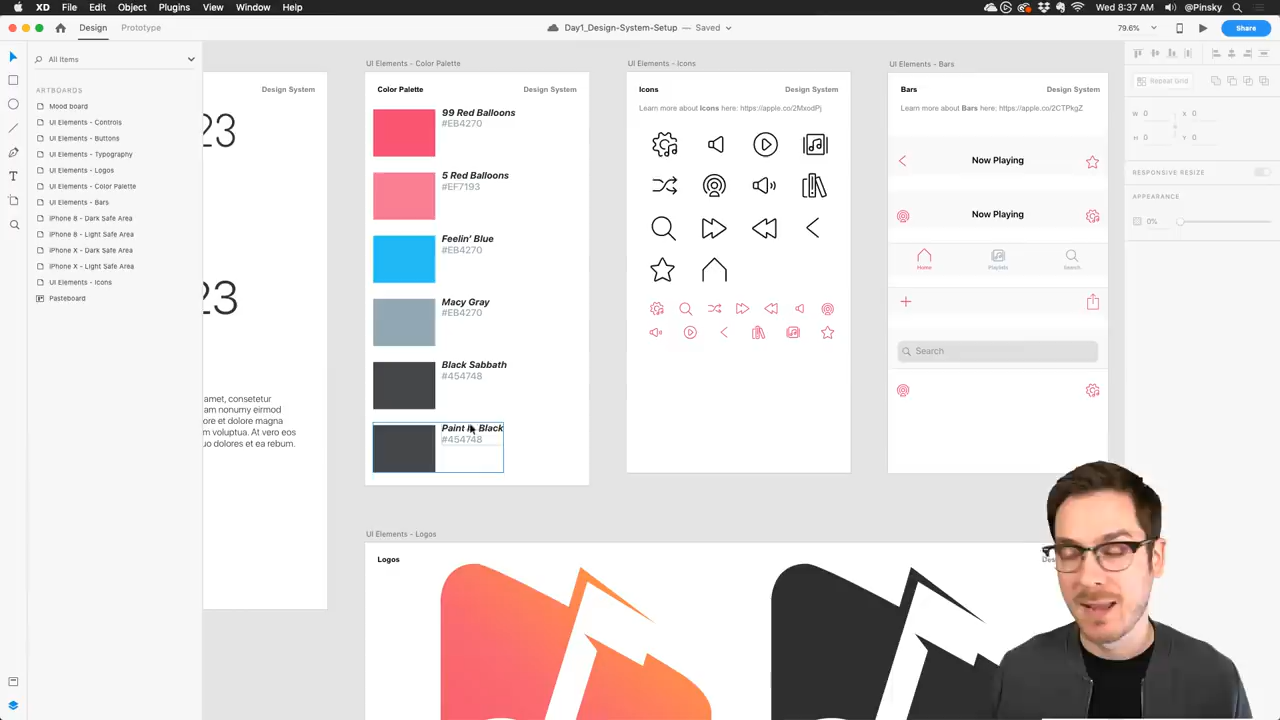 XD File Edit Object Plugins View Window Help
Wed 8:37 AM @Pinsky
Design Prototype
Day1_Design-System-Setup — Saved
79.6%
Share
All Items
ARTBOARDS
Mood board
UI Elements - Controls
UI Elements - Buttons
UI Elements - Typography
UI Elements - Logos
UI Elements - Color Palette
UI Elements - Bars
iPhone 8 - Dark Safe Area
iPhone 8 - Light Safe Area
iPhone X - Dark Safe Area
iPhone X - Light Safe Area
UI Elements - Icons
Pasteboard
Design System
23
23
amet, consetetur
am nonumy eirmod
ore et dolore magna
m voluptua. At vero eos
uo dolores et ea rebum.
UI Elements - Color Palette
Color Palette
Design System
99 Red Balloons
#EB4270
5 Red Balloons
#EF7193
Feelin' Blue
#EB4270
Macy Gray
#EB4270
Black Sabbath
#454748
Paint It Black
#454748
UI Elements - Icons
Icons
Design System
Learn more about Icons here: https://apple.co/2MxodPj
UI Elements - Bars
Bars
Design System
Learn more about Bars here: https://apple.co/2CTPkgZ
Now Playing
Now Playing
Home
Playlists
Search
Search
UI Elements - Logos
Logos
Repeat Grid
W 0 X 0
H 0 Y 0
RESPONSIVE RESIZE
APPEARANCE
0%